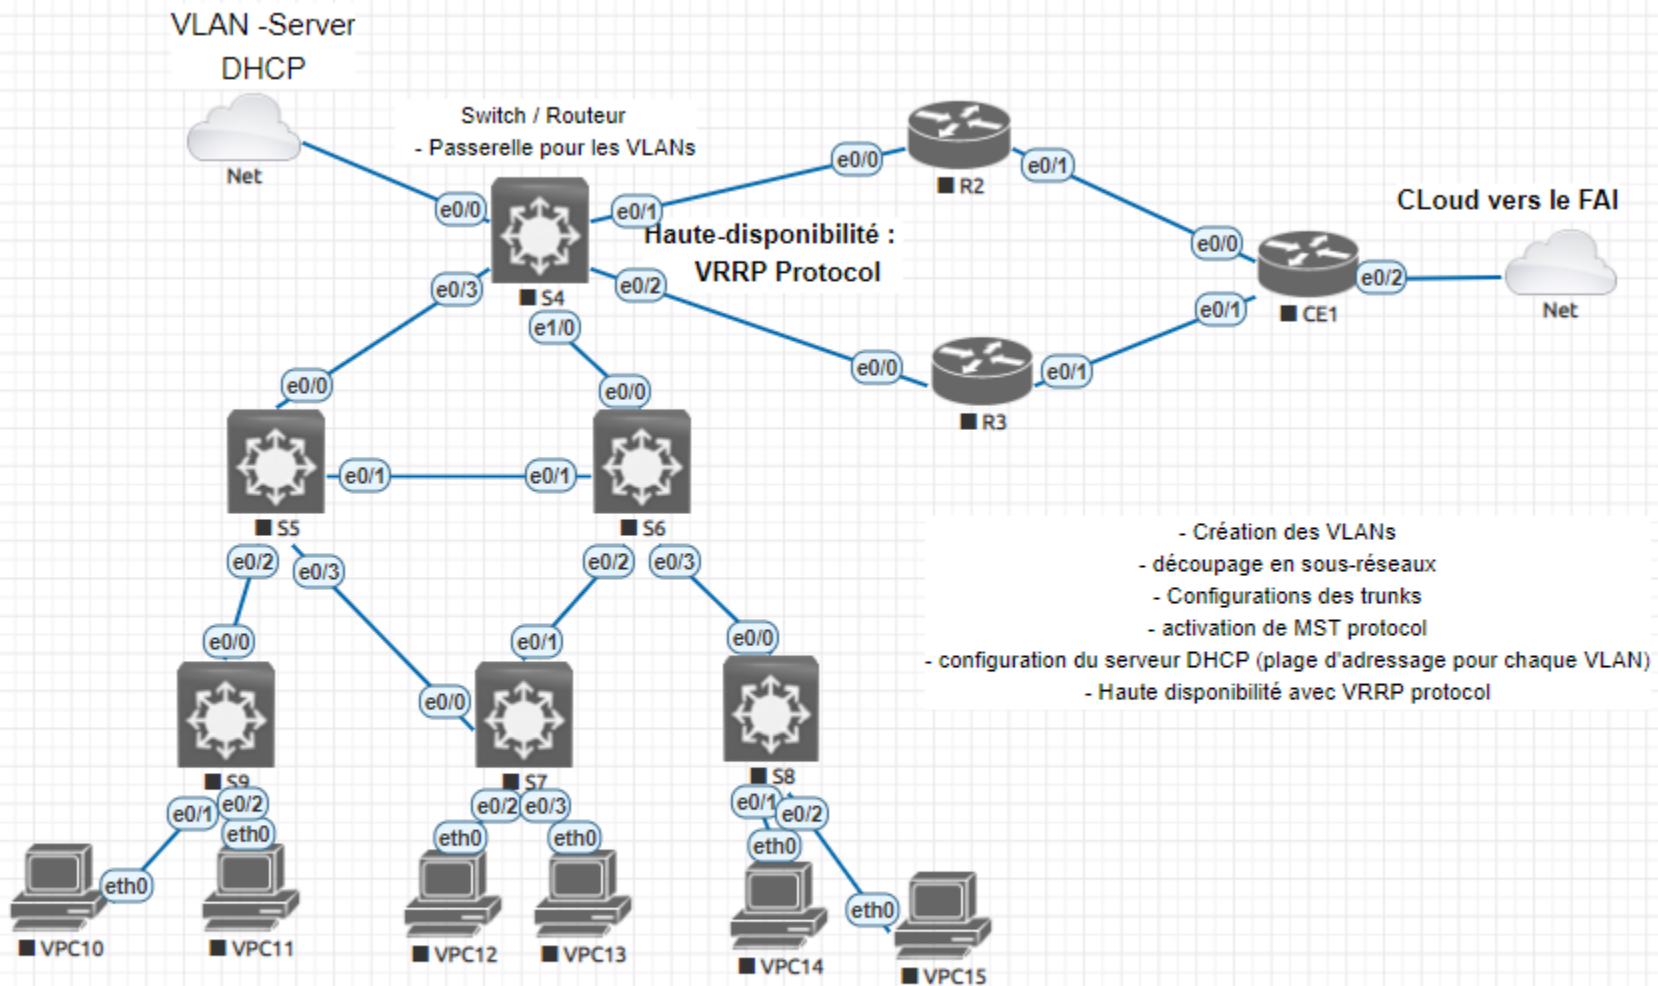 VLAN -Server
DHCP
Net
Switch / Routeur
- Passerelle pour les VLANs
e0/0
e0/1
e0/0
R2
e0/1
CLoud vers le FAI
Haute-disponibilité :
VRRP Protocol
e0/3
S4
e0/2
e1/0
e0/0
e0/1
CE1
e0/2
Net
e0/0
e0/0
e0/0
e0/1
R3
e0/1
e0/1
S5
S6
e0/2
e0/3
e0/2
e0/3
- Création des VLANs
- découpage en sous-réseaux
- Configurations des trunks
- activation de MST protocol
- configuration du serveur DHCP (plage d'adressage pour chaque VLAN)
- Haute disponibilité avec VRRP protocol
e0/0
e0/1
e0/0
e0/0
S9
S7
S8
e0/1
e0/2
e0/2
e0/3
e0/1
e0/2
eth0
eth0
eth0
eth0
eth0
eth0
VPC10
VPC11
VPC12
VPC13
VPC14
VPC15